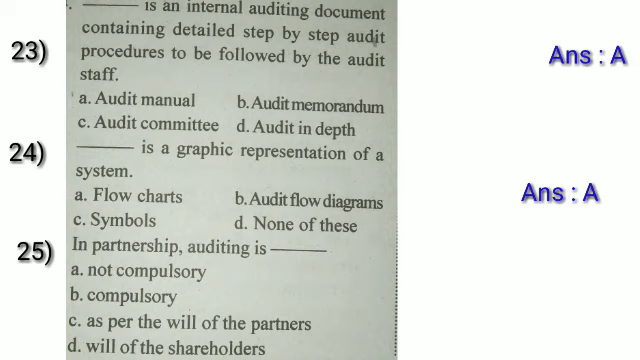 . ——— is an internal auditing document
containing detailed step by step audit
23) procedures to be followed by the audit Ans : A
staff.
a. Audit manual b. Audit memorandum
c. Audit committee d. Audit in depth
24) ——— is a graphic representation of a
system.
a. Flow charts b. Audit flow diagrams Ans : A
c. Symbols d. None of these
25) In partnership, auditing is ———
a. not compulsory
b. compulsory
c. as per the will of the partners
d. will of the shareholders